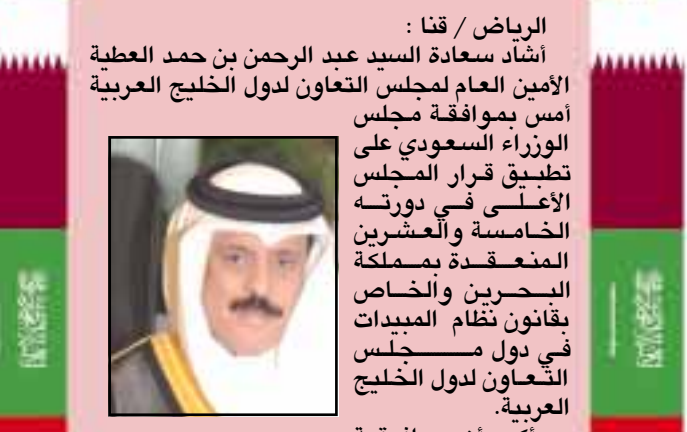 الرياض / قنا :
أشاد سعادة السيد عبد الرحمن بن حمد العطية
الأمين العام لمجلس التعاون لدول الخليج العربية
أمس بموافقة مجلس
الوزراء السعودي على
تطبيق قرار المجلس
الأعلى في دورته
الخامسة والعشرين
المنعقدة بمملكة
البحرين والخاص
بقانون نظام المبيدات
في دول مجلس
التعاون لدول الخليج
العربية.